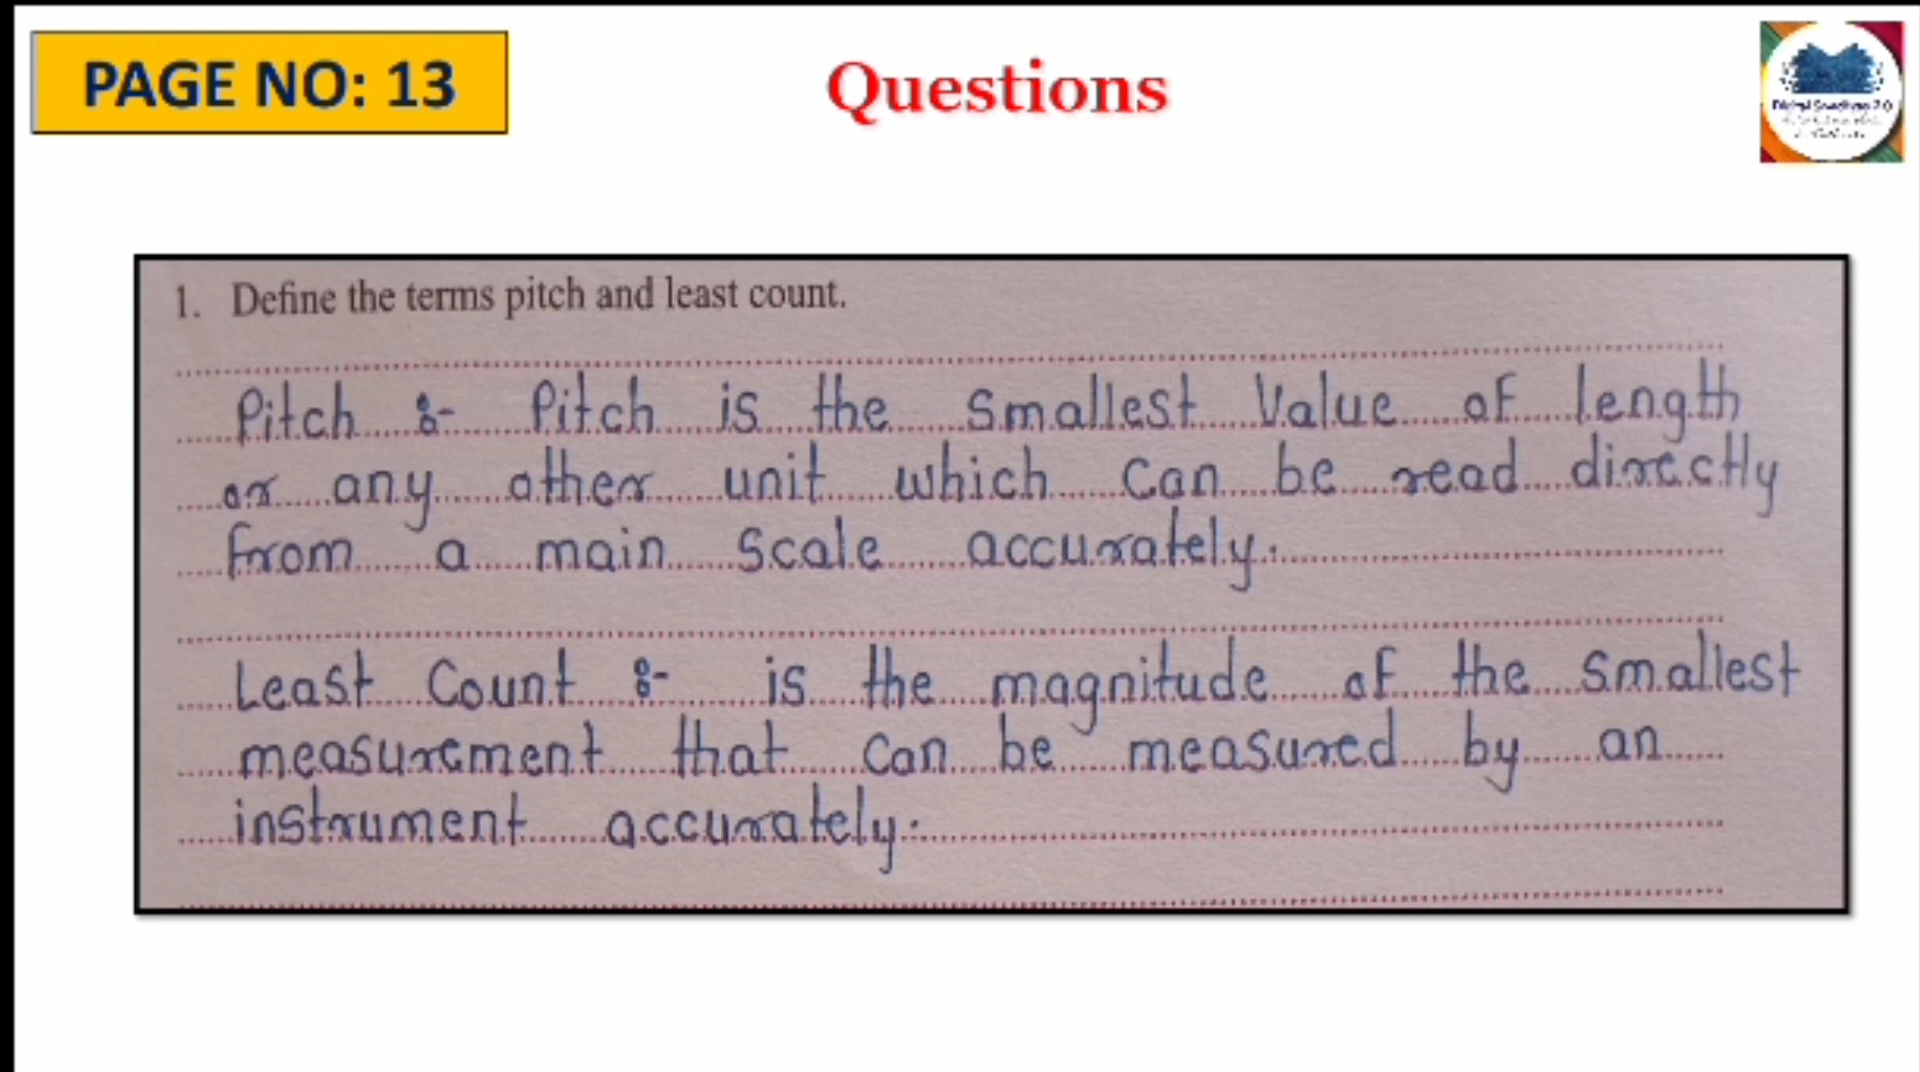 PAGE NO: 13
Questions
1. Define the terms pitch and least count.
Pitch :- Pitch is the smallest Value of length
or any other unit which can be read directly
from a main Scale accurately.
Least Count :- is the magnitude of the smallest
measurement that can be measured by an
instrument accurately.